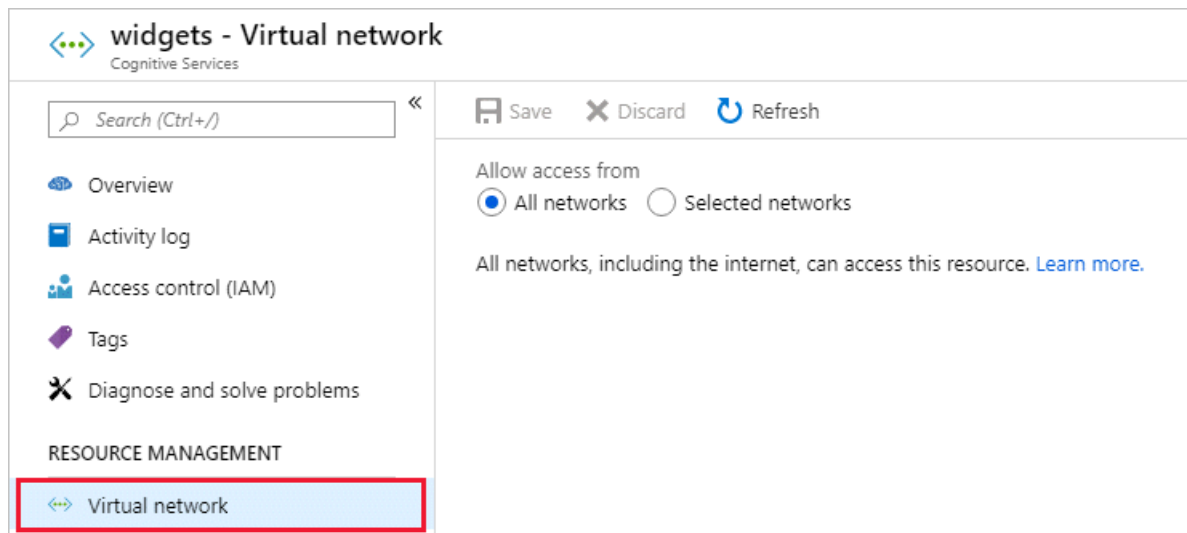 widgets - Virtual network
Cognitive Services
Search (Ctrl+/)
Overview
Activity log
Access control (IAM)
Tags
Diagnose and solve problems
RESOURCE MANAGEMENT
Virtual network
Save Discard Refresh
Allow access from
All networks Selected networks
All networks, including the internet, can access this resource. Learn more.